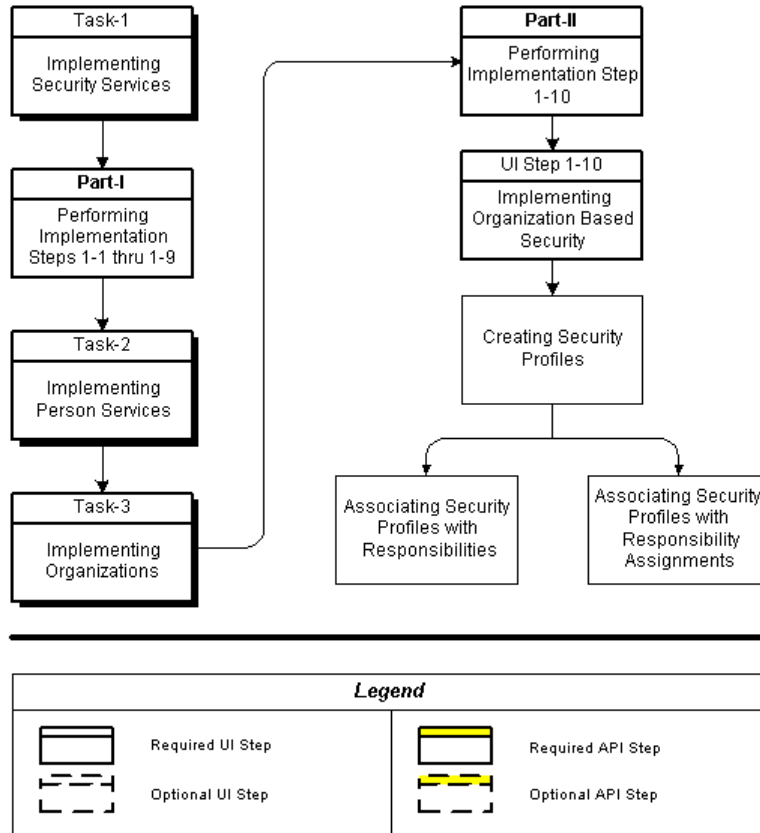 Task-1
Implementing
Security Services
Part-I
Performing
Implementation
Steps 1-1 thru 1-9
Task-2
Implementing
Person Services
Task-3
Implementing
Organizations
Part-II
Performing
Implementation Step
1-10
UI Step 1-10
Implementing
Organization Based
Security
Creating Security
Profiles
Associating Security
Profiles with
Responsibilities
Associating Security
Profiles with
Responsibility
Assignments
Legend
Required UI Step
Optional UI Step
Required API Step
Optional API Step